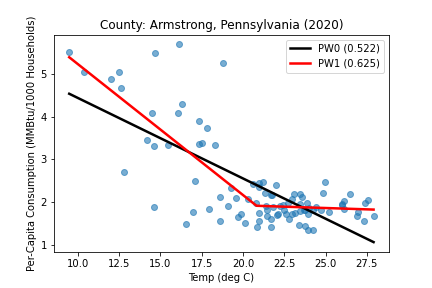 County: Armstrong, Pennsylvania (2020)
PW0 (0.522)
PW1 (0.625)
Per-Capita Consumption (MMBtu/1000 Households)
5
4
3
2
1
10.0 12.5 15.0 17.5 20.0 22.5 25.0 27.5
Temp (deg C)